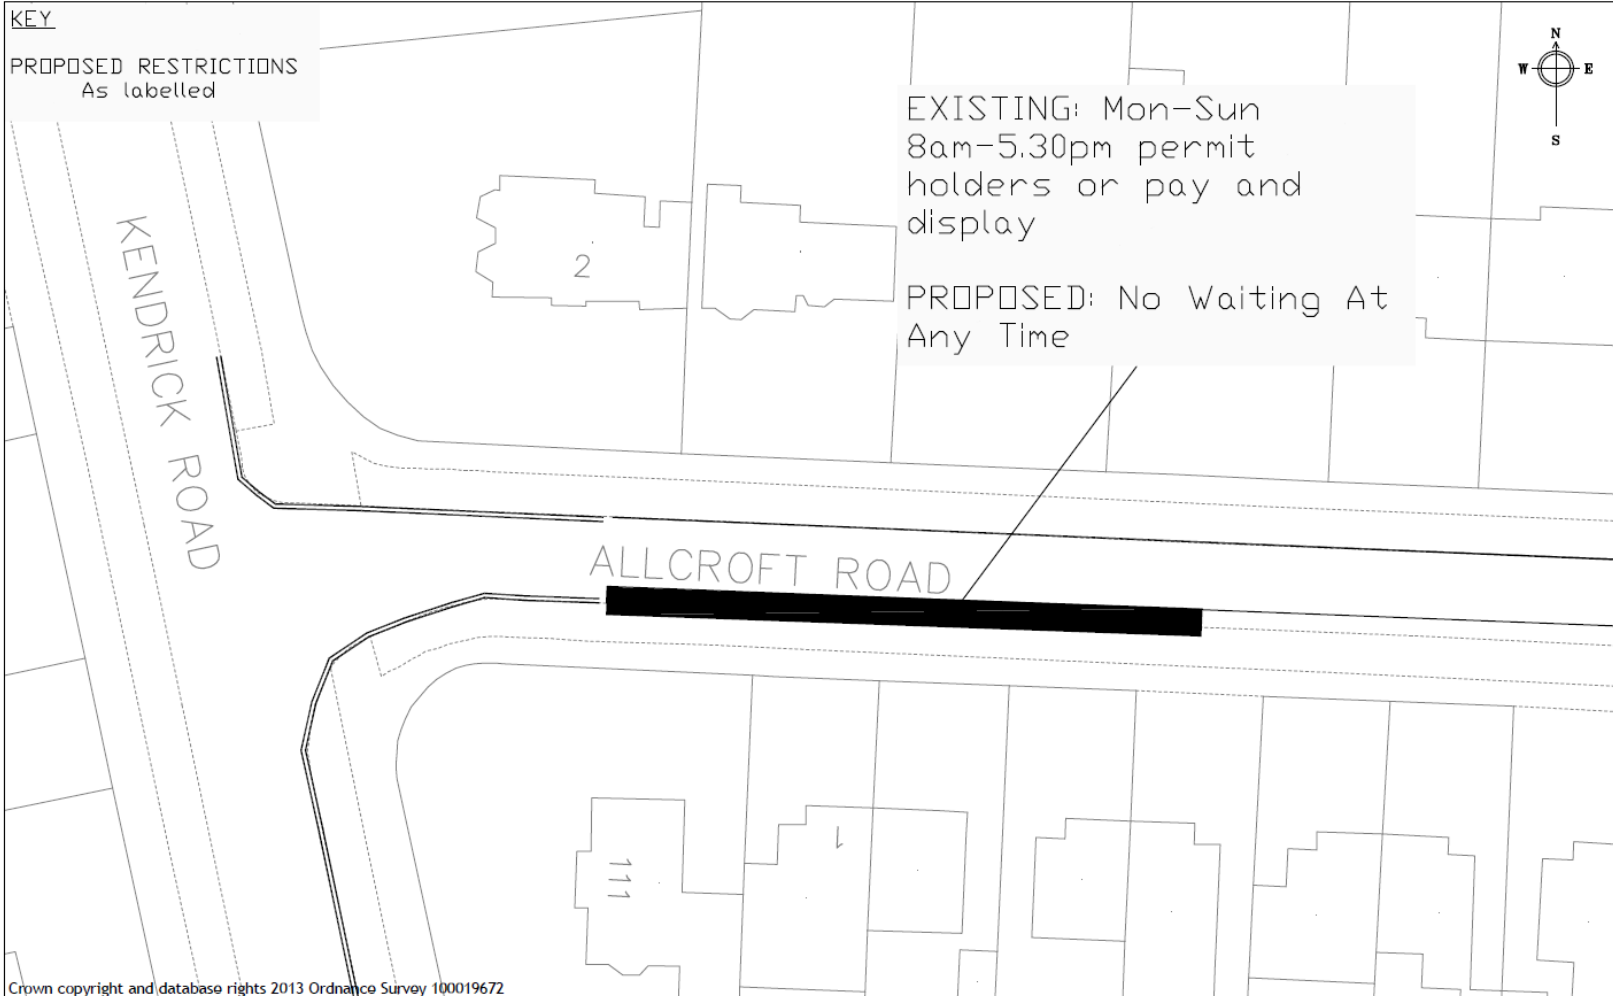 KEY
PROPOSED RESTRICTIONS
As labelled
N
W E
S
EXISTING: Mon-Sun
8am-5.30pm permit
holders or pay and
display
PROPOSED: No Waiting At
Any Time
KENDRICK ROAD
2
ALLCROFT ROAD
111
1
Crown copyright and database rights 2013 Ordnance Survey 100019672